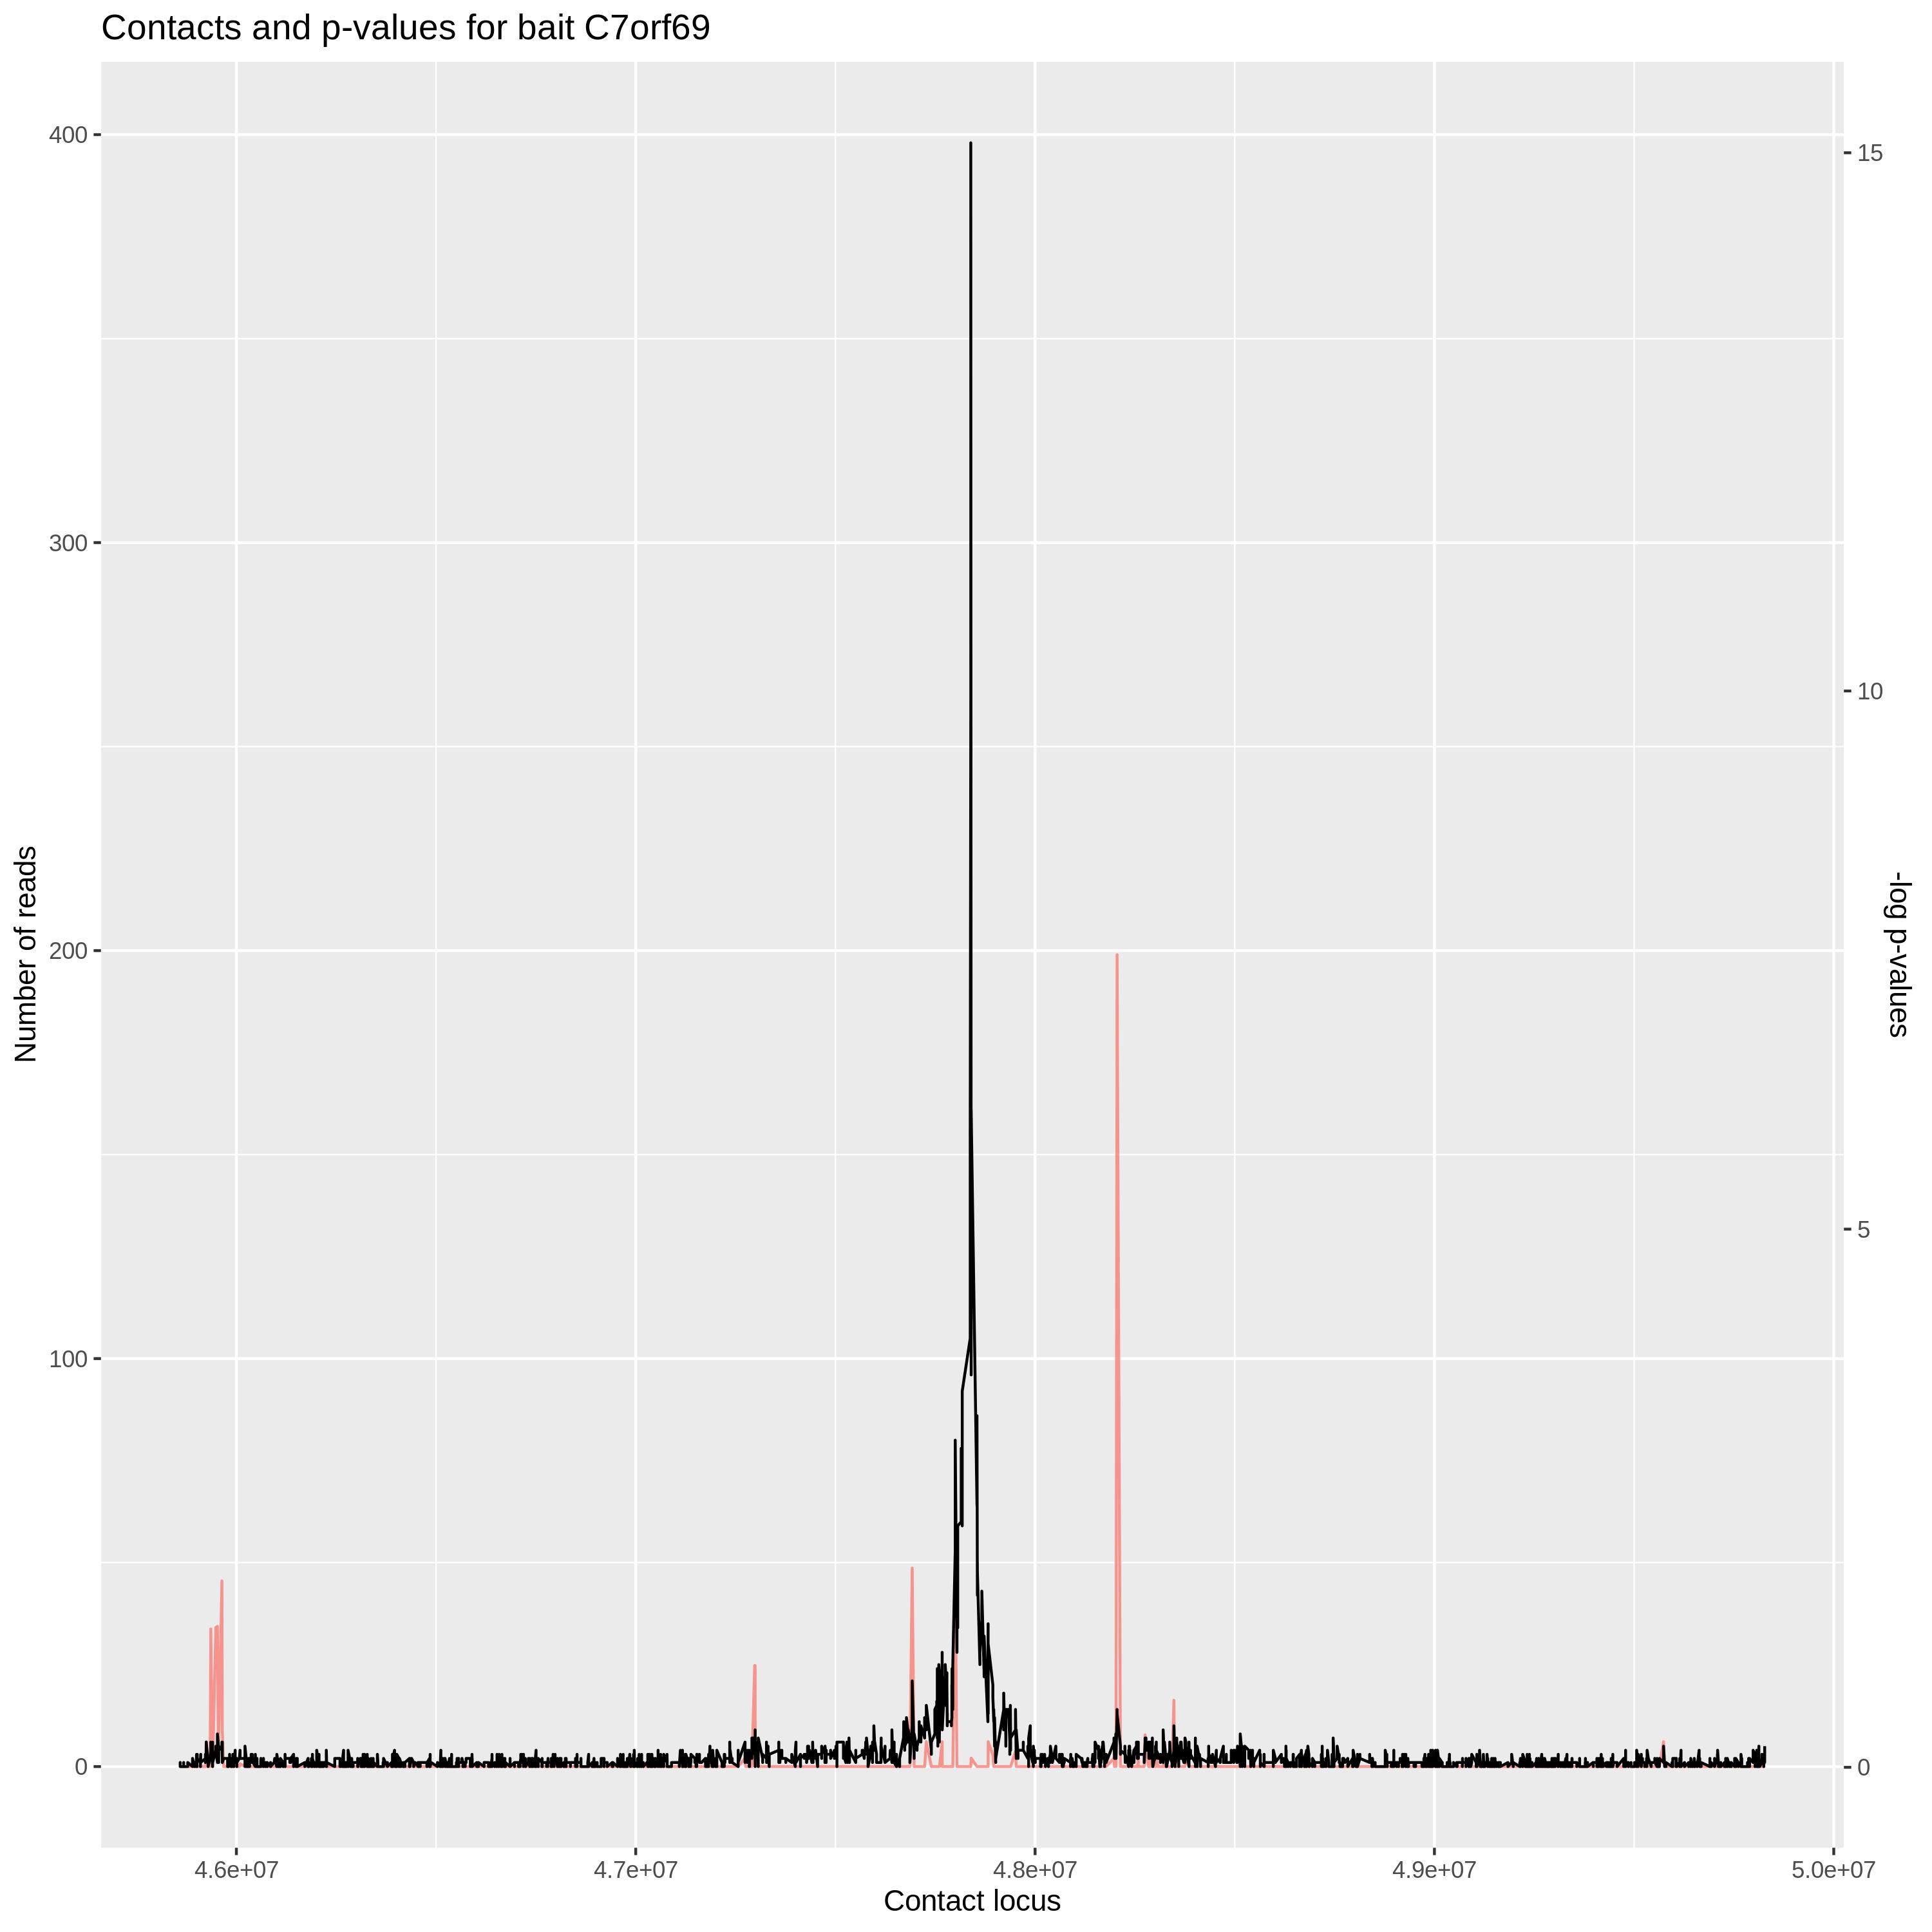 Contacts and p-values for bait C7orf69
400
300
200
100
0
Number of reads
15
10
5
0
-log p-values
4.6e+07
4.7e+07
4.8e+07
4.9e+07
5.0e+07
Contact locus